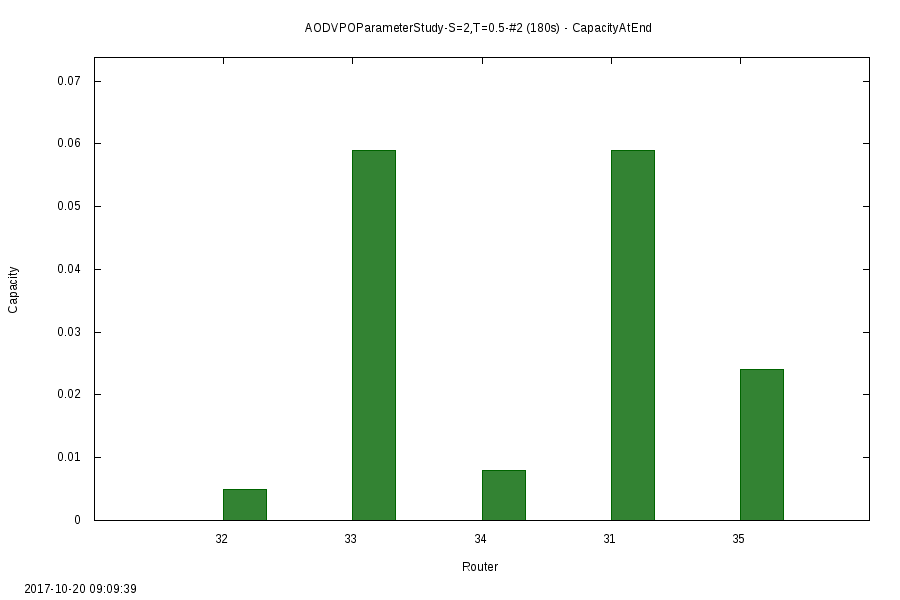 AODVPOParameterStudy-S=2,T=0.5-#2 (180s) - CapacityAtEnd
0.07
0.06
0.05
0.04
0.03
0.02
0.01
0
Capacity
32 33 34 31 35
Router
2017-10-20 09:09:39